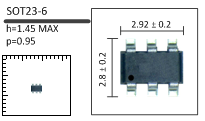 SOT23-6
h=1.45 MAX
p=0.95
2.92 ± 0.2
2.8 ± 0.2